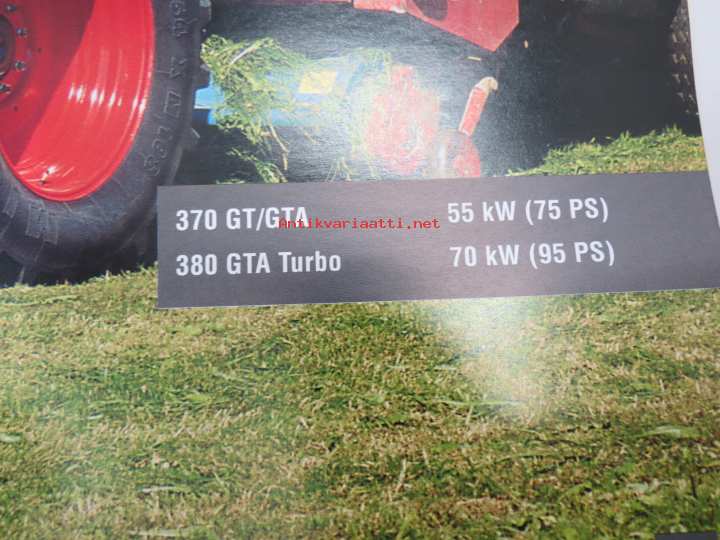 370 GT/GTA 55 kW (75 PS)
Antikvariaatti.net
380 GTA Turbo 70 kW (95 PS)